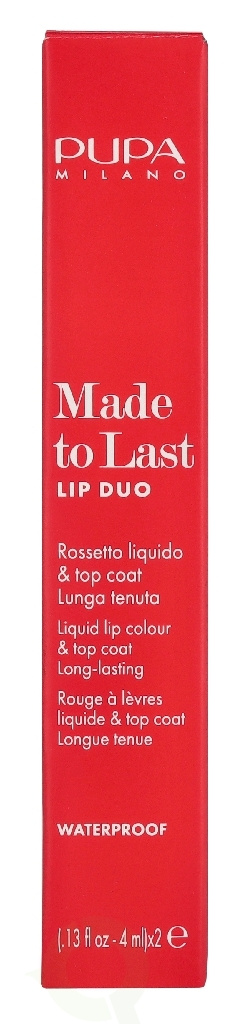 PUPA
MILANO
Made
to Last
LIP DUO
Rossetto liquido
& top coat
Lunga tenuta
Liquid lip colour
& top coat
Long-lasting
Rouge à lèvres
liquide & top coat
Longue tenue
WATERPROOF
(.13 fl oz - 4 ml)x2 ℮